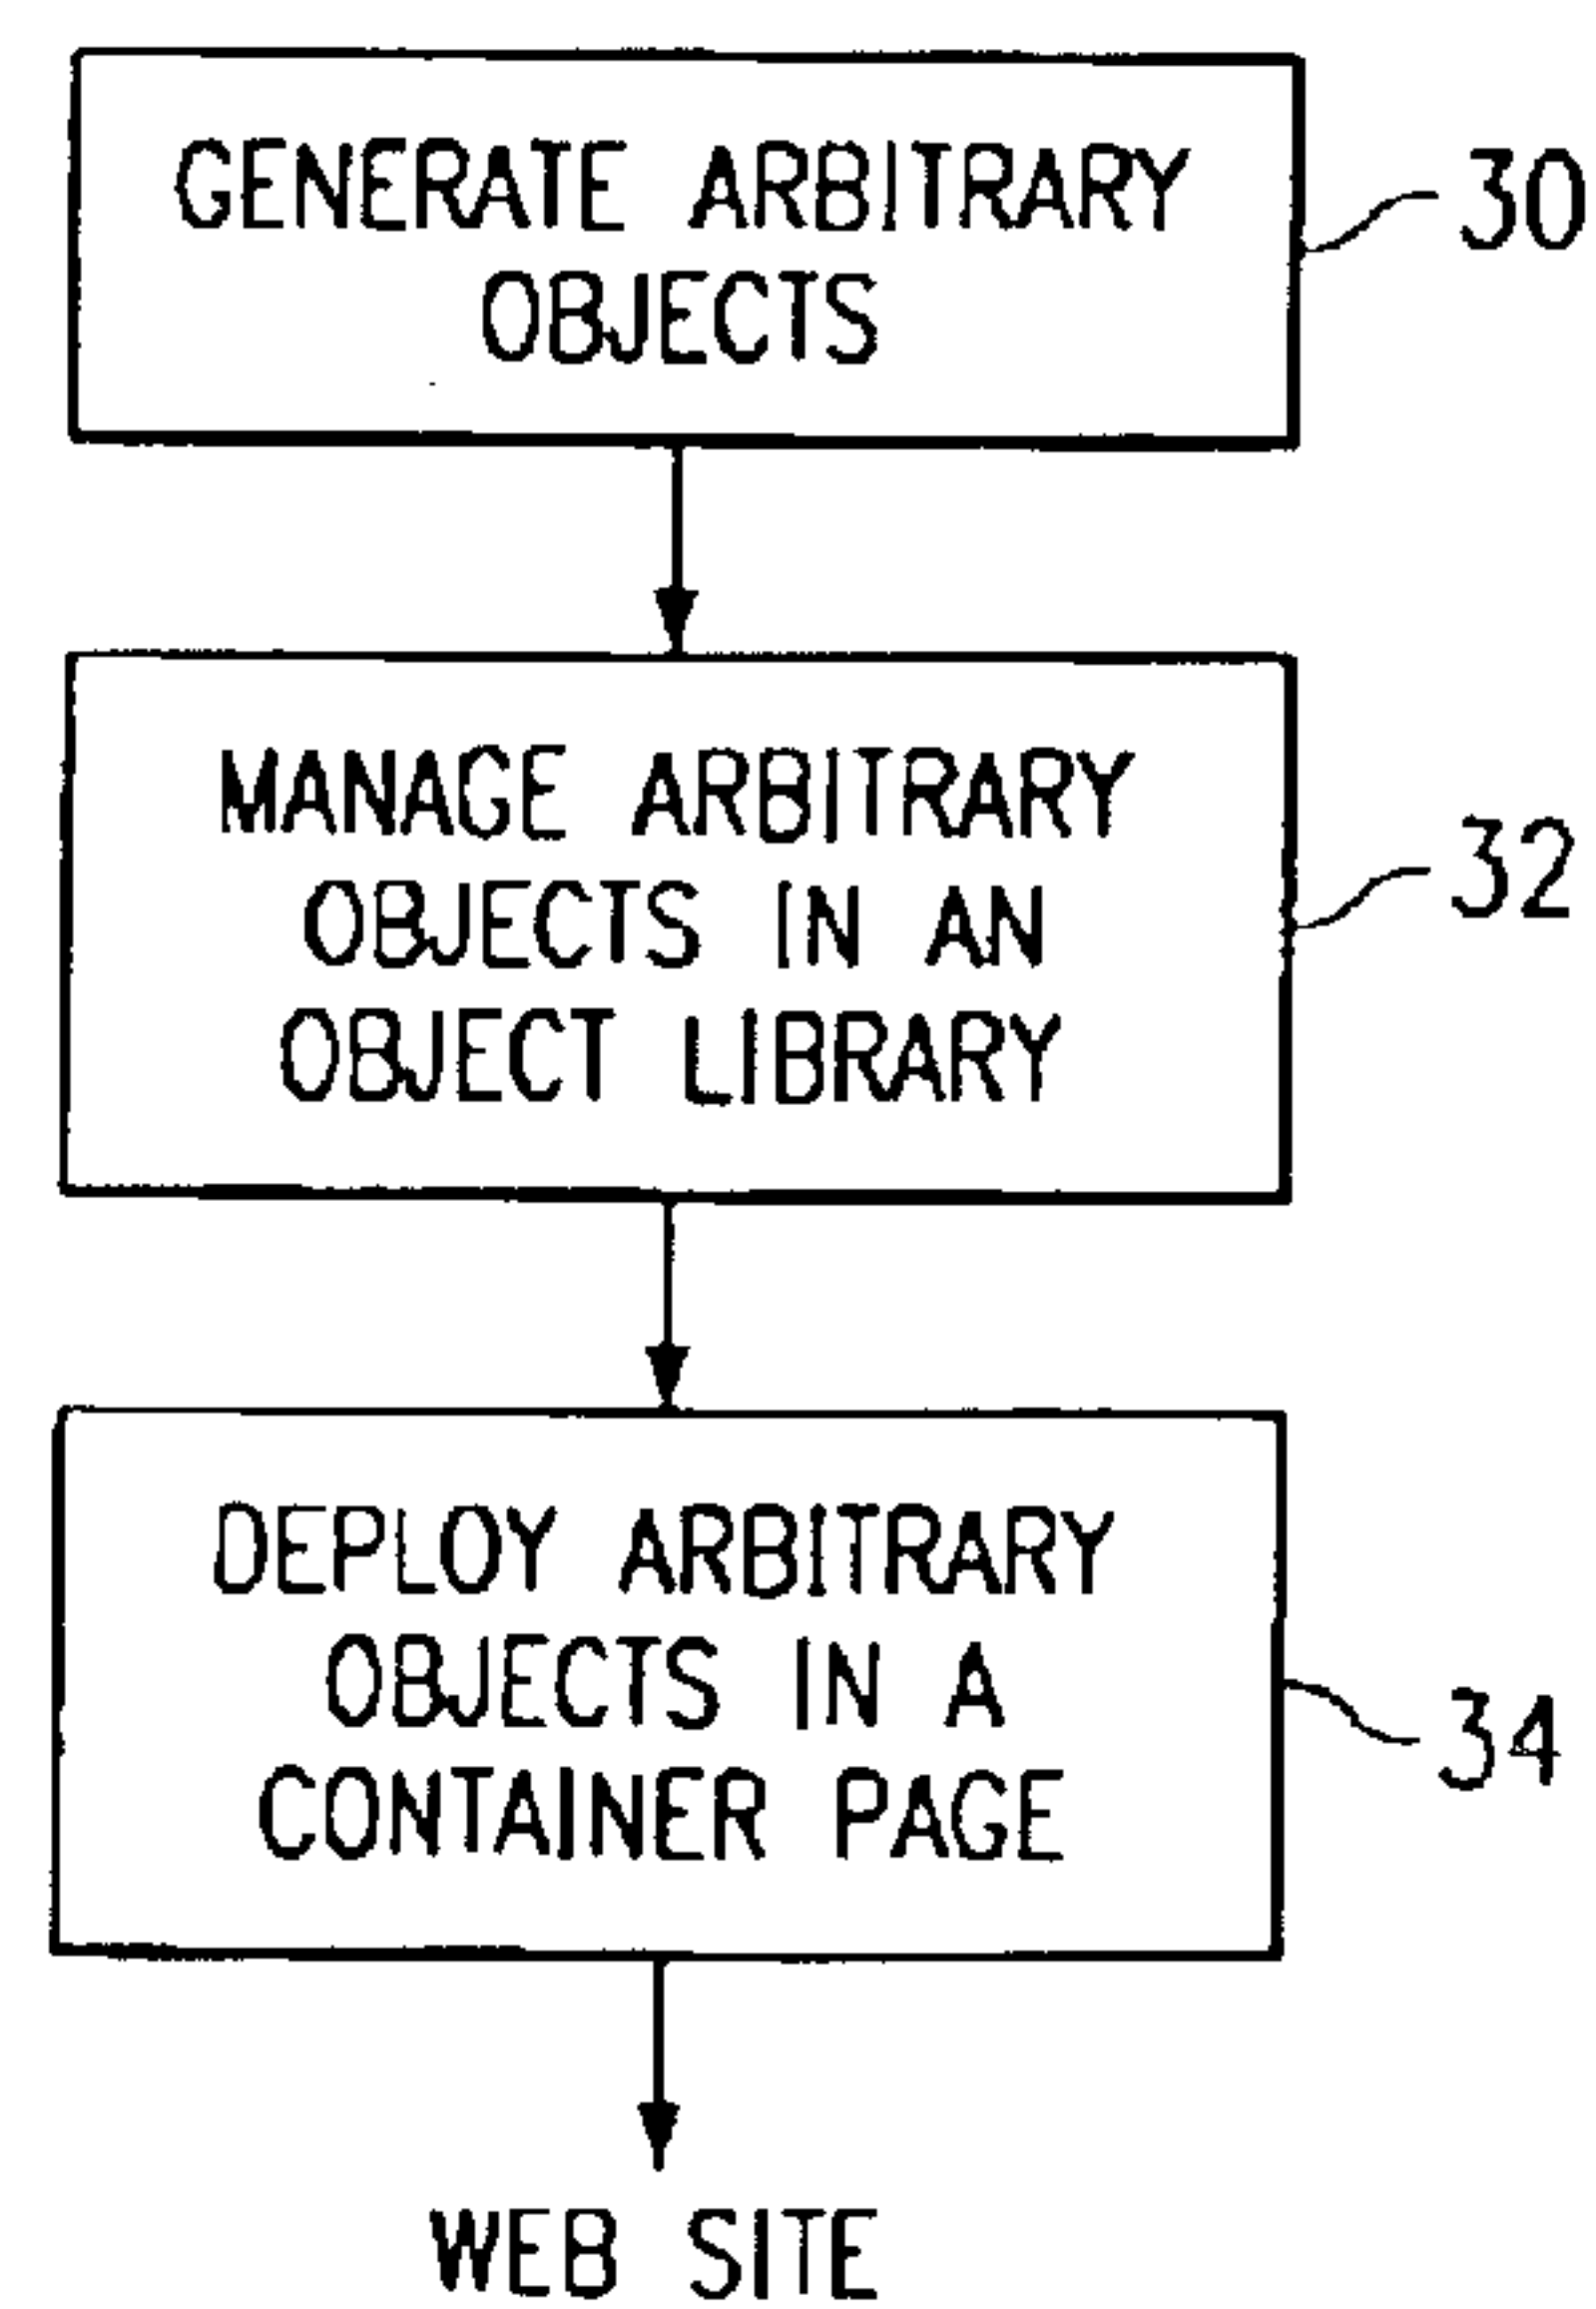 GENERATE ARBITRARY
OBJECTS
30
MANAGE ARBITRARY
OBJECTS IN AN
OBJECT LIBRARY
32
DEPLOY ARBITRARY
OBJECTS IN A
CONTAINER PAGE
34
WEB SITE